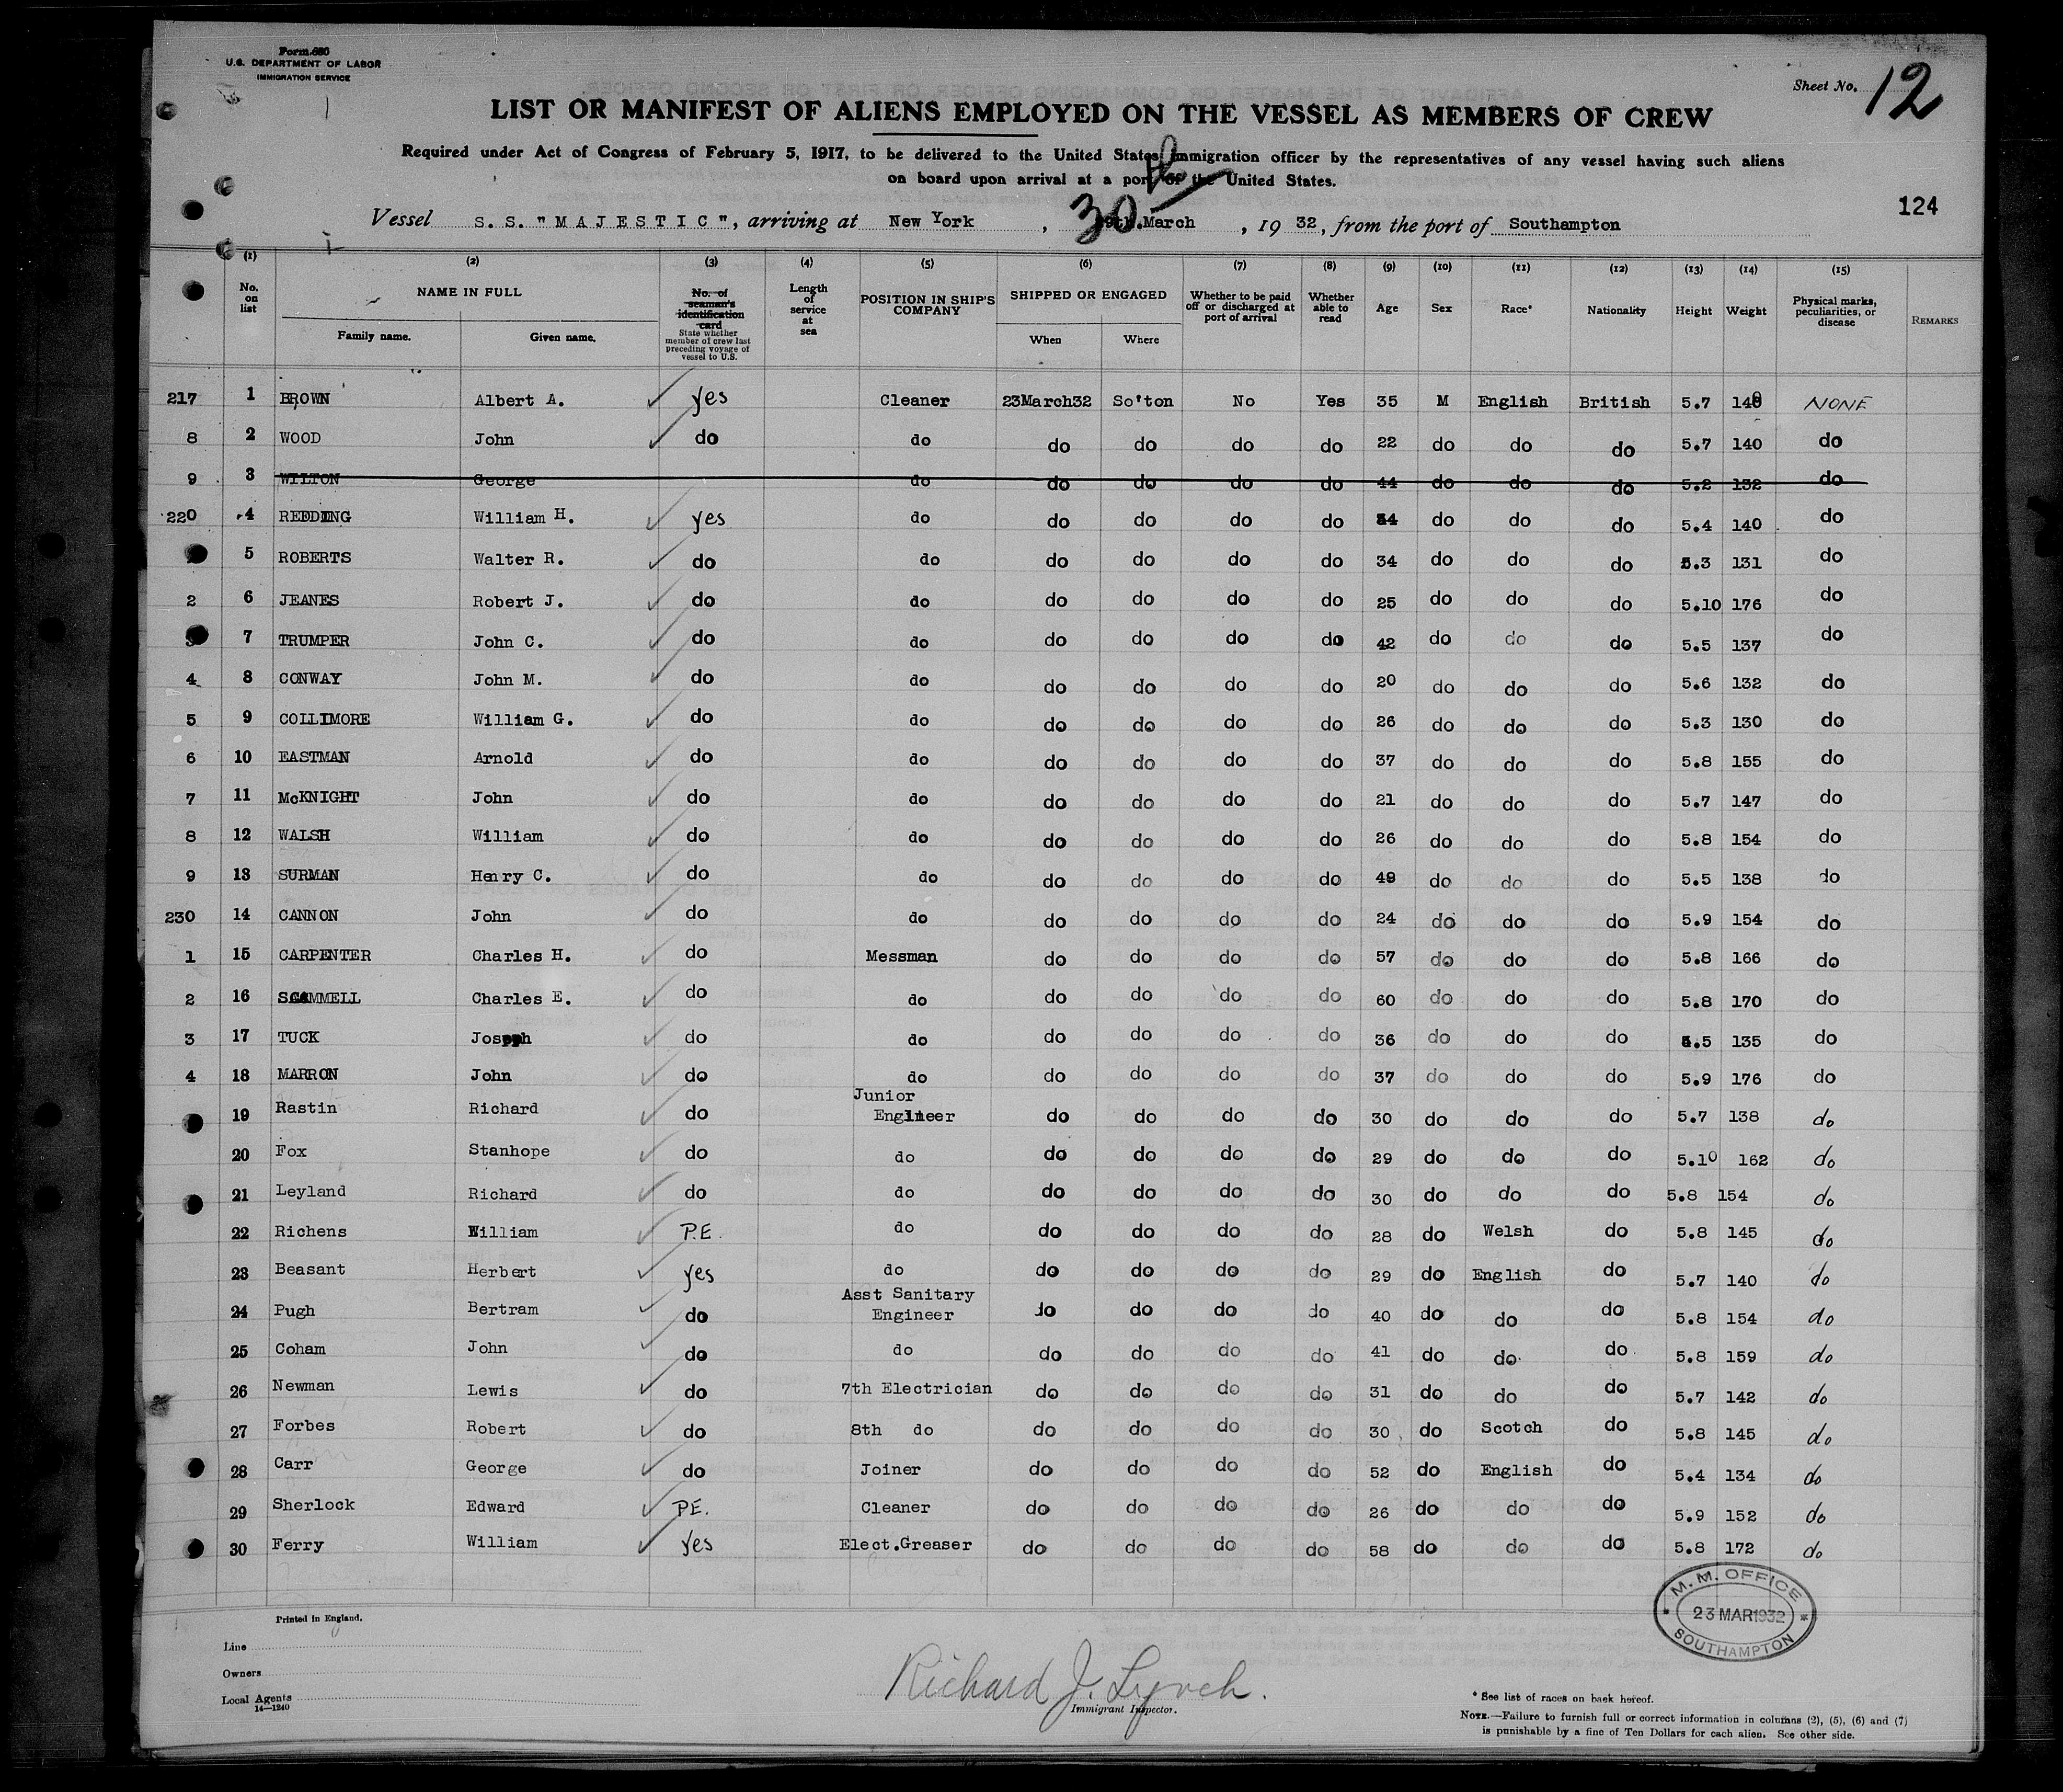 Form 680
U.S. DEPARTMENT OF LABOR
IMMIGRATION SERVICE
Sheet No. 12
LIST OR MANIFEST OF ALIENS EMPLOYED ON THE VESSEL AS MEMBERS OF CREW
Required under Act of Congress of February 5, 1917, to be delivered to the United States Immigration officer by the representatives of any vessel having such aliens
on board upon arrival at a port of the United States.
124
Vessel S. S. "MAJESTIC", arriving at New York, 30th March, 1932, from the port of Southampton
(1) (2) (3) (4) (5) (6) (7) (8) (9) (10) (11) (12) (13) (14) (15)
No. on list NAME IN FULL Family name. Given name. No. of seaman's identification card State whether member of crew last preceding voyage of vessel to U.S. Length of service at sea POSITION IN SHIP'S COMPANY SHIPPED OR ENGAGED When Where Whether to be paid off or discharged at port of arrival Whether able to read Age Sex Race* Nationality Height Weight Physical marks, peculiarities, or disease REMARKS
217 1 BROWN Albert A. yes Cleaner 23March32 So'ton No Yes 35 M English British 5.7 140 NONE
8 2 WOOD John do do do do do do 22 do do do 5.7 140 do
9 3 WILTON George do do do do do 44 do do do 5.2 132 do
220 4 REDDING William H. yes do do do do do do do do 5.4 140 do
5 ROBERTS Walter R. do do do do do do 34 do do do 5.3 131 do
2 6 JEANES Robert J. do do do do do do 25 do do do 5.10 176 do
3 7 TRUMPER John C. do do do do do do 42 do do do 5.5 137 do
4 8 CONWAY John M. do do do do do do 20 do do do 5.6 132 do
5 9 COLLIMORE William G. do do do do do do 26 do do do 5.3 130 do
6 10 EASTMAN Arnold do do do do do do 37 do do do 5.8 155 do
7 11 McKNIGHT John do do do do do do 21 do do do 5.7 147 do
8 12 WALSH William do do do do do do 26 do do do 5.8 154 do
9 13 SURMAN Henry C. do do do do do do 49 do do do 5.5 138 do
230 14 CANNON John do do do do do do 24 do do do 5.9 154 do
1 15 CARPENTER Charles H. do Messman do do do do 57 do do do 5.8 166 do
2 16 SCAMMELL Charles E. do do do do do do 60 do do do 5.8 170 do
3 17 TUCK Joseph do do do do do do 36 do do do 5.5 135 do
4 18 MARRON John do do do do do do 37 do do do 5.9 176 do
19 Rastin Richard do Junior Engineer do do do do 30 do do do 5.7 138 do
20 Fox Stanhope do do do do do do 29 do do do 5.10 162 do
21 Leyland Richard do do do do do do 30 do do do 5.8 154 do
22 Richens William P.E. do do do do do 28 do Welsh do 5.8 145 do
23 Beasant Herbert yes do do do do do 29 do English do 5.7 140 do
24 Pugh Bertram do Asst Sanitary Engineer do do do do 40 do do do 5.8 154 do
25 Coham John do do do do do do 41 do do do 5.8 159 do
26 Newman Lewis do 7th Electrician do do do do 31 do do do 5.7 142 do
27 Forbes Robert do 8th do do do do do 30 do Scotch do 5.8 145 do
28 Carr George do Joiner do do do do 52 do English do 5.4 134 do
29 Sherlock Edward P.E. Cleaner do do do do 26 do do do 5.9 152 do
30 Ferry William yes Elect.Greaser do do do do 58 do do do 5.8 172 do
M. M. OFFICE
23 MAR 1932
SOUTHAMPTON
Printed in England.
Line
Owners
Local Agents
14—1240
Richard J. Lynch.
Immigrant Inspector.
* See list of races on back hereof.
NOTE.—Failure to furnish full or correct information in columns (2), (5), (6) and (7)
is punishable by a fine of Ten Dollars for each alien. See other side.